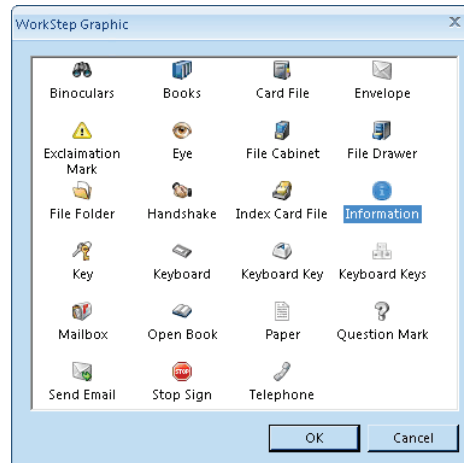 WorkStep Graphic
Binoculars Books Card File Envelope
Exclaimation Mark Eye File Cabinet File Drawer
File Folder Handshake Index Card File Information
Key Keyboard Keyboard Key Keyboard Keys
Mailbox Open Book Paper Question Mark
STOP
Send Email Stop Sign Telephone
OK Cancel